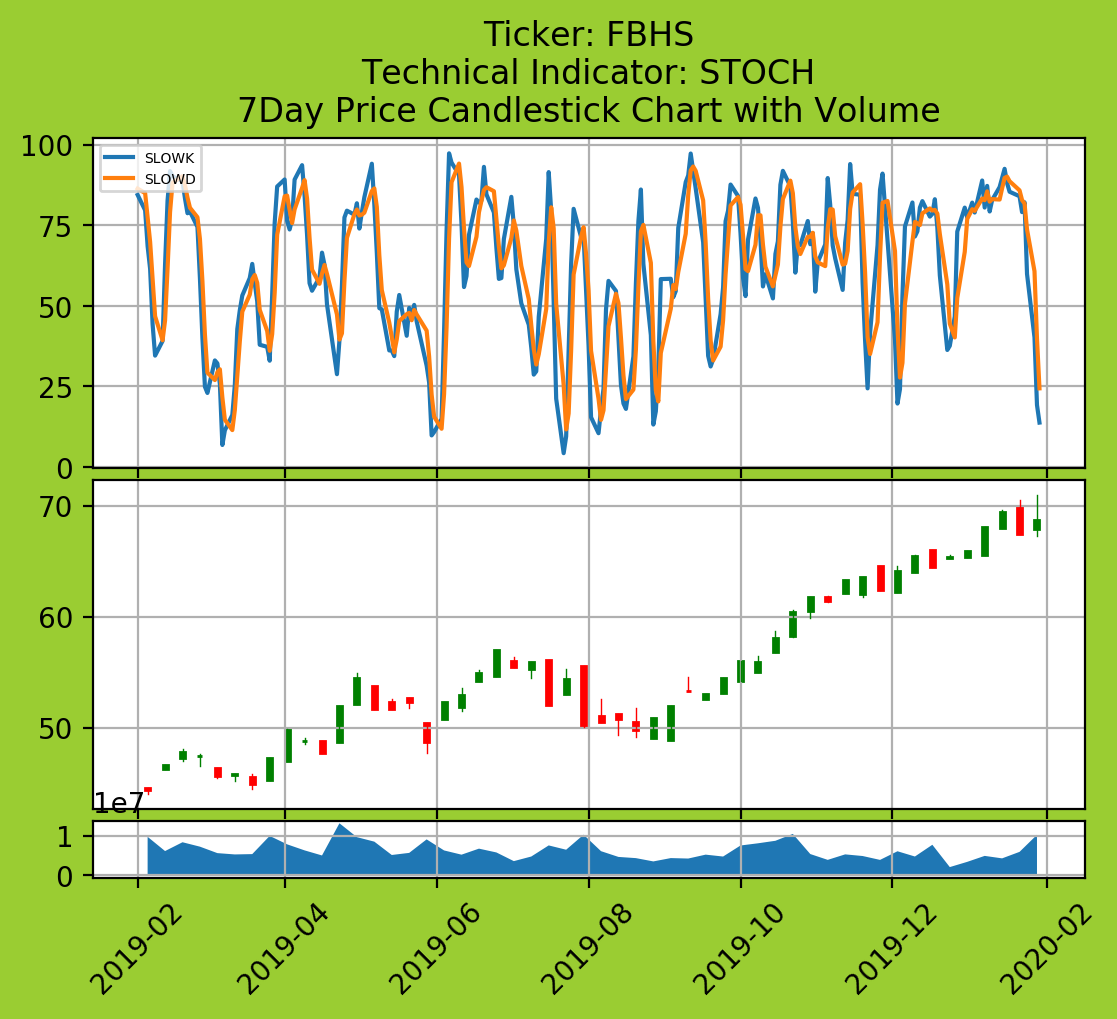 Ticker: FBHS
Technical Indicator: STOCH
7Day Price Candlestick Chart with Volume
100
75
50
25
0
SLOWK
SLOWD
70
60
50
1e7
1
0
2019-02
2019-04
2019-06
2019-08
2019-10
2019-12
2020-02